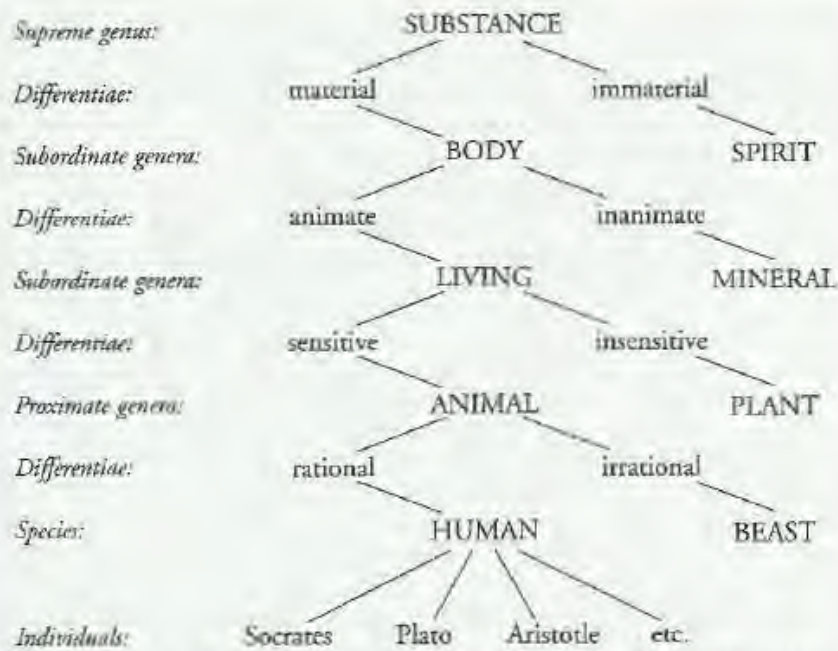 Supreme genus: SUBSTANCE
Differentiae: material immaterial
Subordinate genera: BODY SPIRIT
Differentiae: animate inanimate
Subordinate genera: LIVING MINERAL
Differentiae: sensitive insensitive
Proximate genera: ANIMAL PLANT
Differentiae: rational irrational
Species: HUMAN BEAST
Individuals: Socrates Plato Aristotle etc.